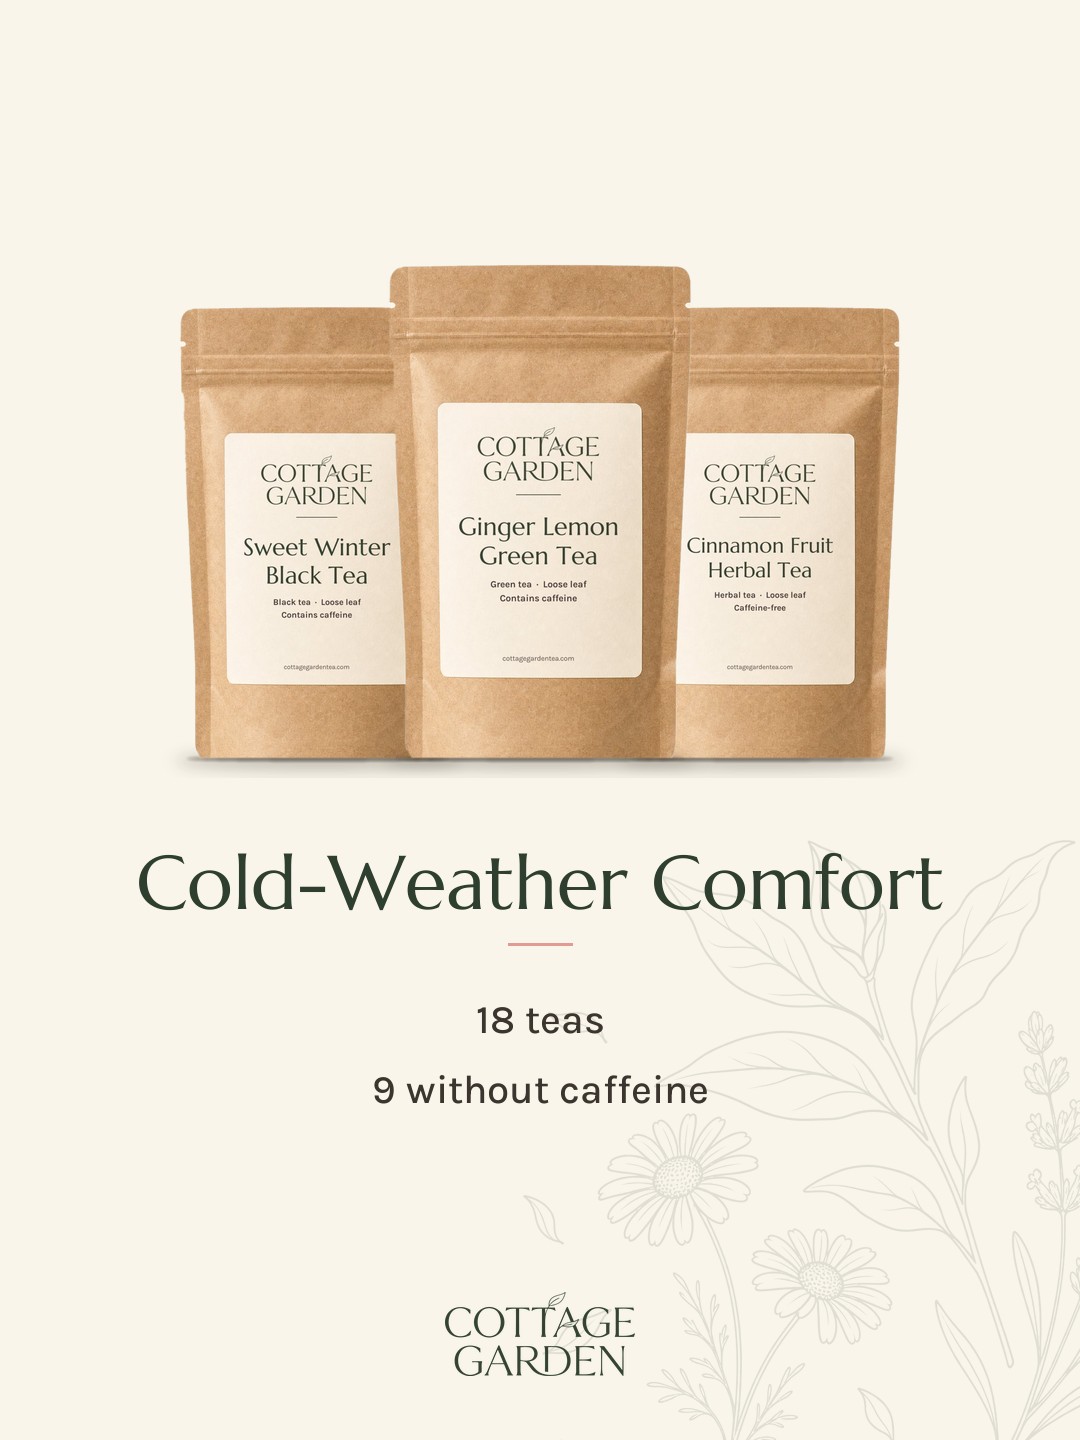 COTTAGE
GARDEN
Sweet Winter
Black Tea
Black tea · Loose leaf
Contains caffeine
cottagegardentea.com
COTTAGE
GARDEN
Ginger Lemon
Green Tea
Green tea · Loose leaf
Contains caffeine
cottagegardentea.com
COTTAGE
GARDEN
Cinnamon Fruit
Herbal Tea
Herbal tea · Loose leaf
Caffeine-free
cottagegardentea.com
Cold-Weather Comfort
18 teas
9 without caffeine
COTTAGE
GARDEN